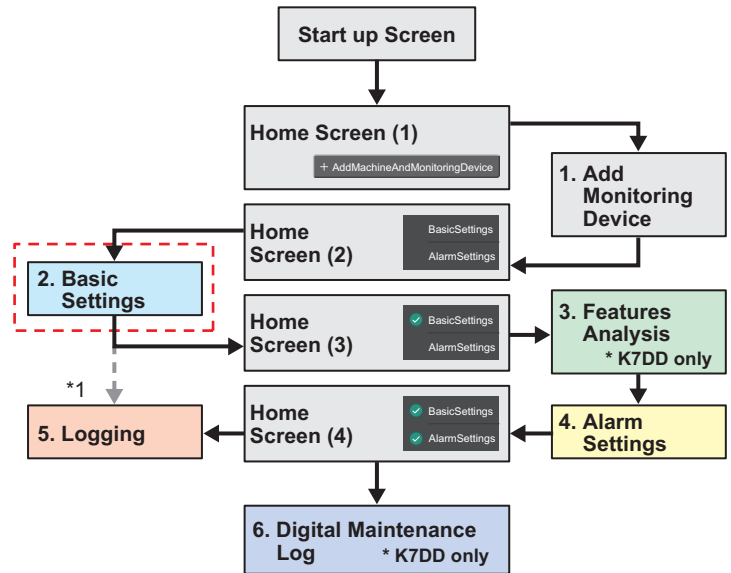 Start up Screen
Home Screen (1)
+ AddMachineAndMonitoringDevice
1. Add
Monitoring
Device
Home
Screen (2)
BasicSettings
AlarmSettings
2. Basic
Settings
Home
Screen (3)
BasicSettings
AlarmSettings
3. Features
Analysis
* K7DD only
*1
5. Logging
Home
Screen (4)
BasicSettings
AlarmSettings
4. Alarm
Settings
6. Digital Maintenance
Log * K7DD only